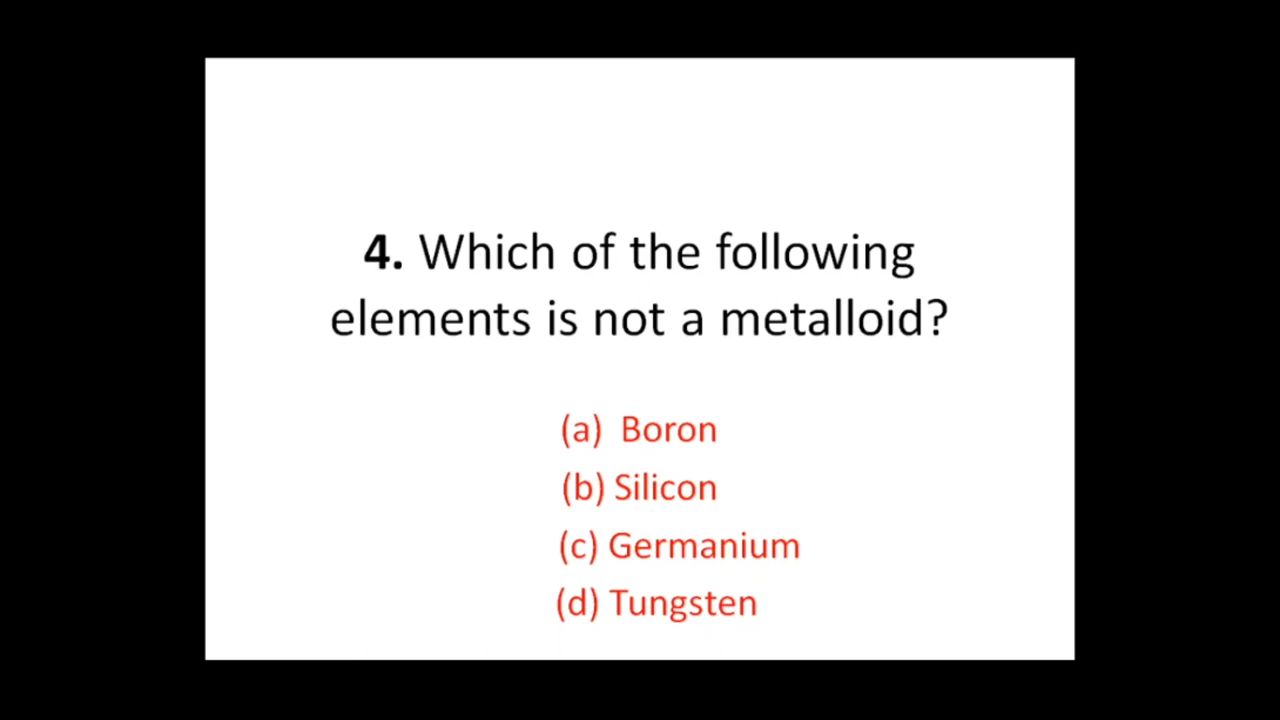 4. Which of the following
elements is not a metalloid?
(a) Boron
(b) Silicon
(c) Germanium
(d) Tungsten